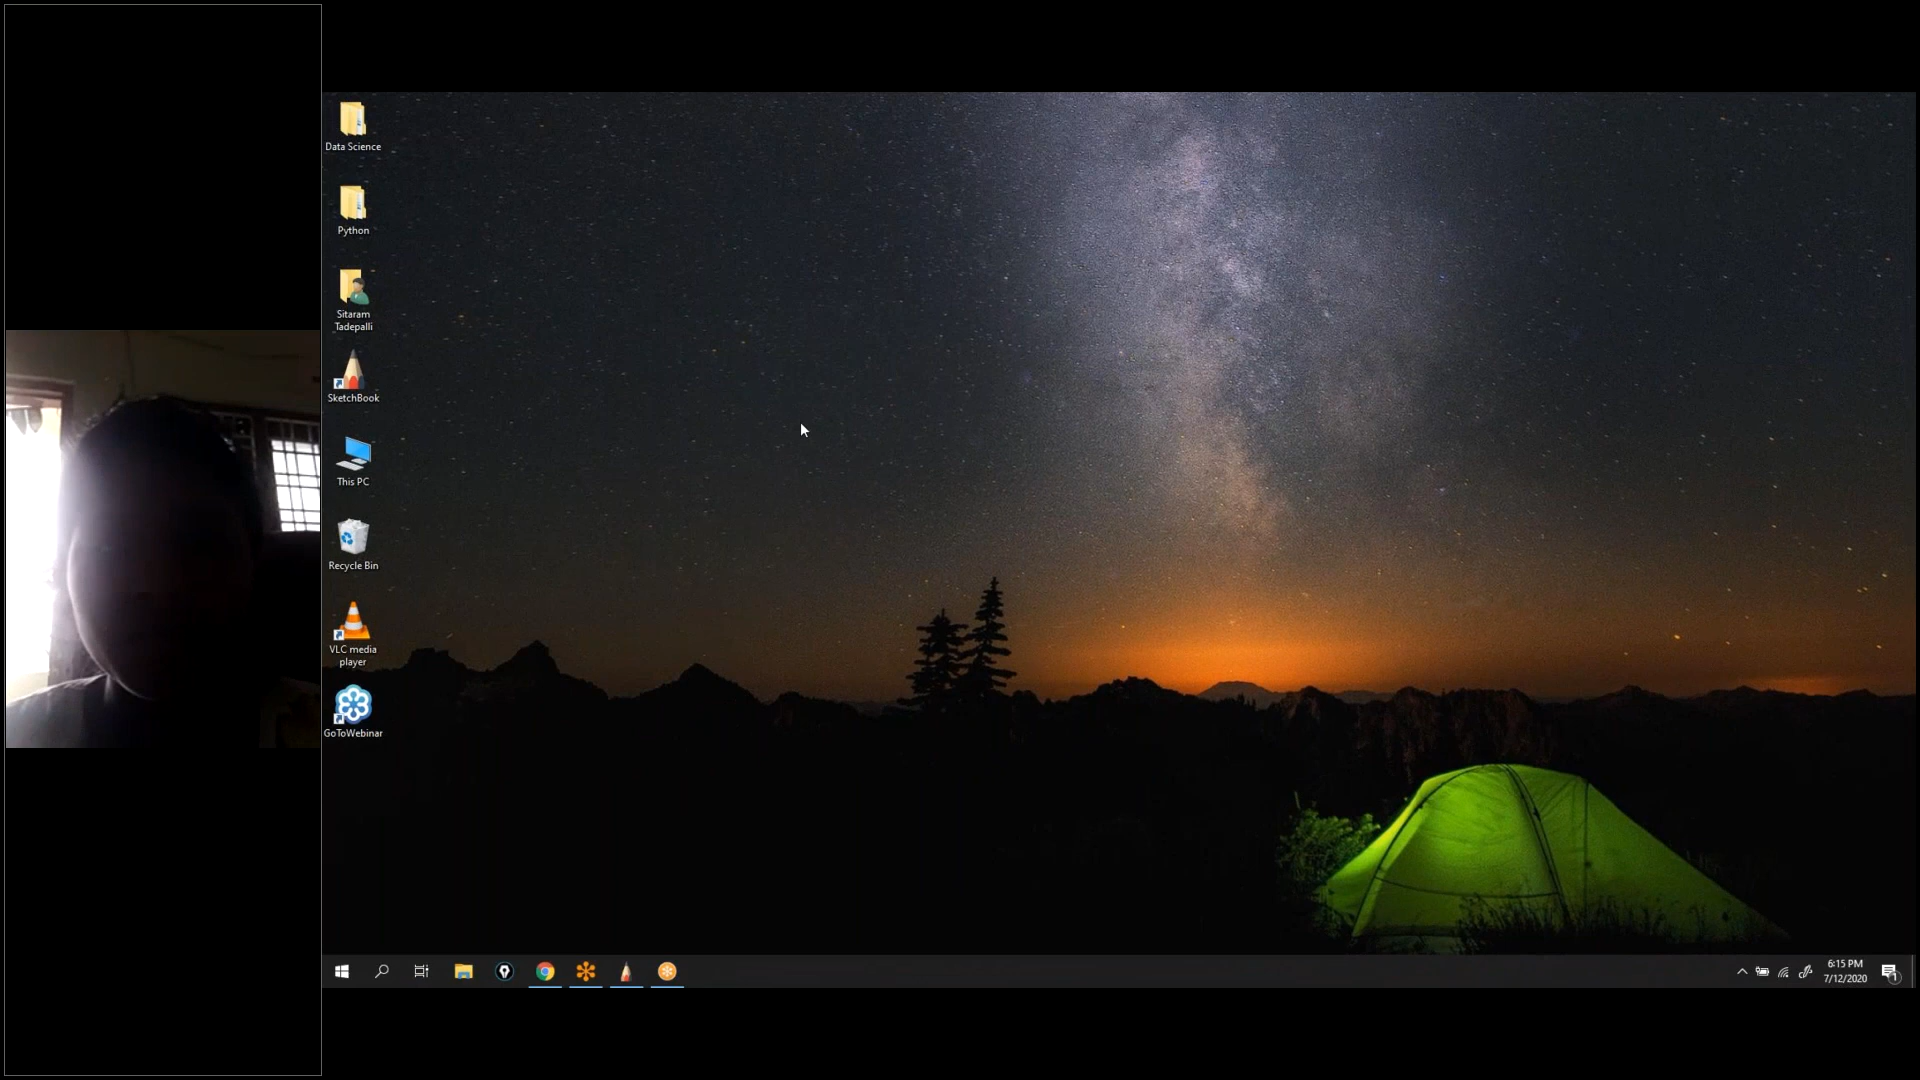 Data Science
Python
Sitaram
Tadepalli
SketchBook
This PC
Recycle Bin
VLC media
player
GoToWebinar
6:15 PM
7/12/2020
1